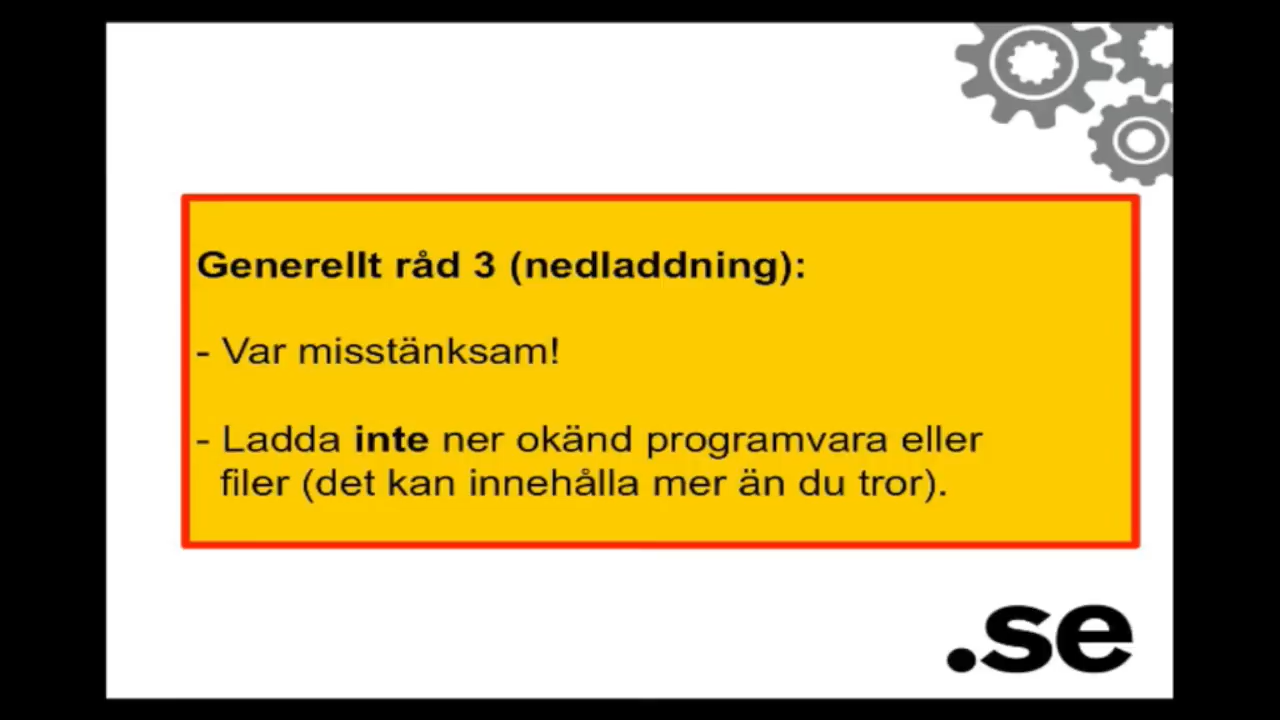 Generellt råd 3 (nedladdning):
- Var misstänksam!
- Ladda inte ner okänd programvara eller
filer (det kan innehålla mer än du tror).
.se